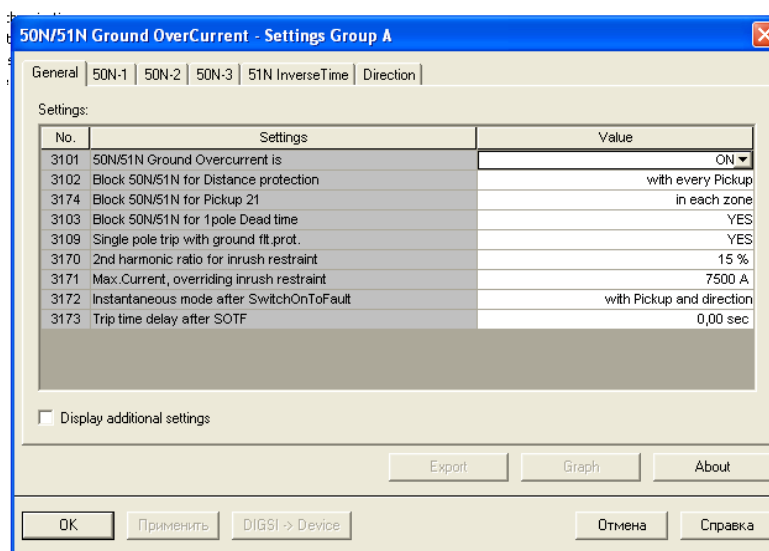 50N/51N Ground OverCurrent - Settings Group A
General 50N-1 50N-2 50N-3 51N InverseTime Direction
Settings:
No. Settings Value
3101 50N/51N Ground Overcurrent is ON
3102 Block 50N/51N for Distance protection with every Pickup
3174 Block 50N/51N for Pickup 21 in each zone
3103 Block 50N/51N for 1pole Dead time YES
3109 Single pole trip with ground flt.prot. YES
3170 2nd harmonic ratio for inrush restraint 15 %
3171 Max.Current, overriding inrush restraint 7500 A
3172 Instantaneous mode after SwitchOnToFault with Pickup and direction
3173 Trip time delay after SOTF 0,00 sec
Display additional settings
Export Graph About
OK Применить DIGSI -> Device Отмена Справка